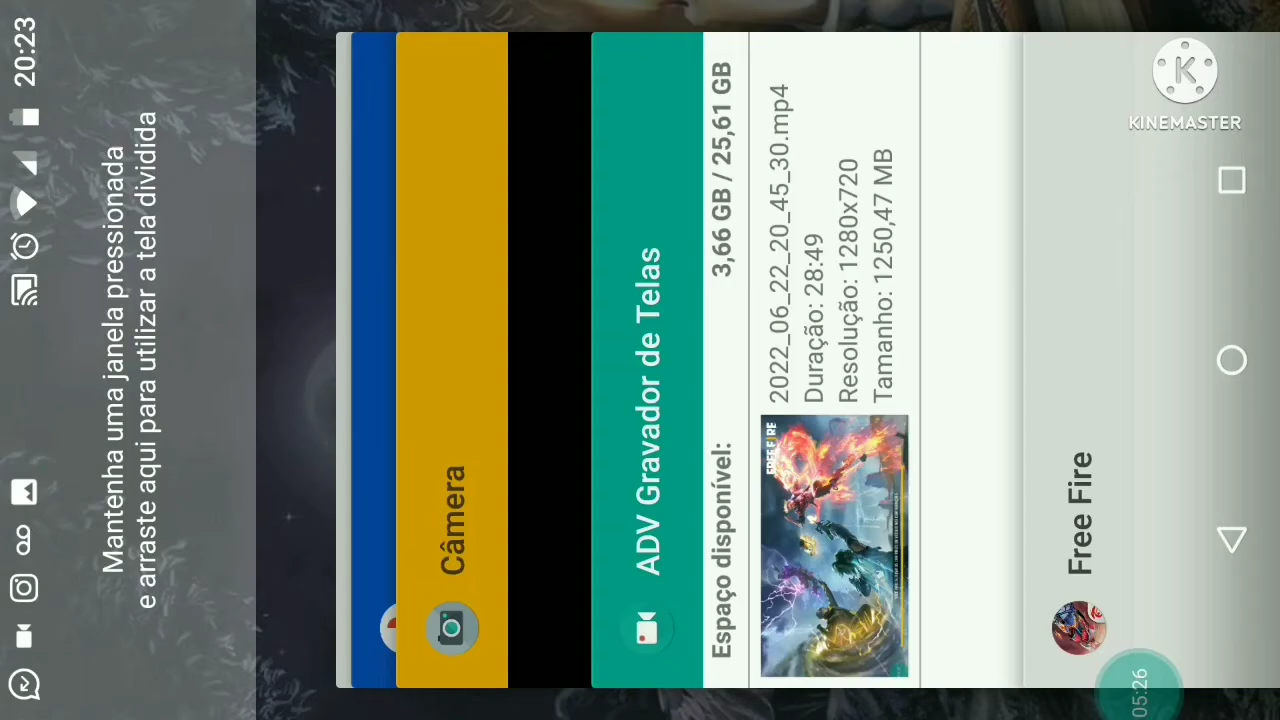 20:23
Mantenha uma janela pressionada
e arraste aqui para utilizar a tela dividida
Câmera
ADV Gravador de Telas
Espaço disponível: 3,66 GB / 25,61 GB
FREE FIRE
2022_06_22_20_45_30.mp4
Duração: 28:49
Resolução: 1280x720
Tamanho: 1250,47 MB
Free Fire
05:26
K
KINEMASTER